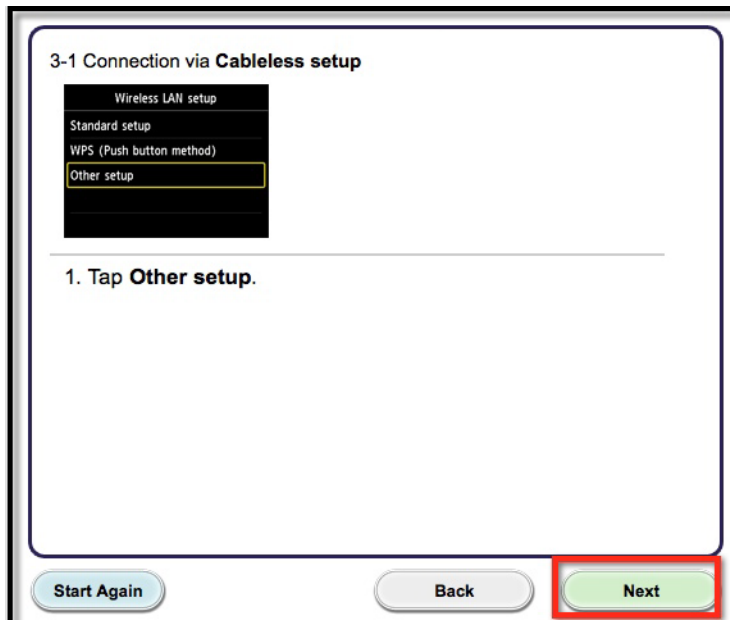 3-1 Connection via Cableless setup
Wireless LAN setup
Standard setup
WPS (Push button method)
Other setup
1. Tap Other setup.
Start Again
Back
Next